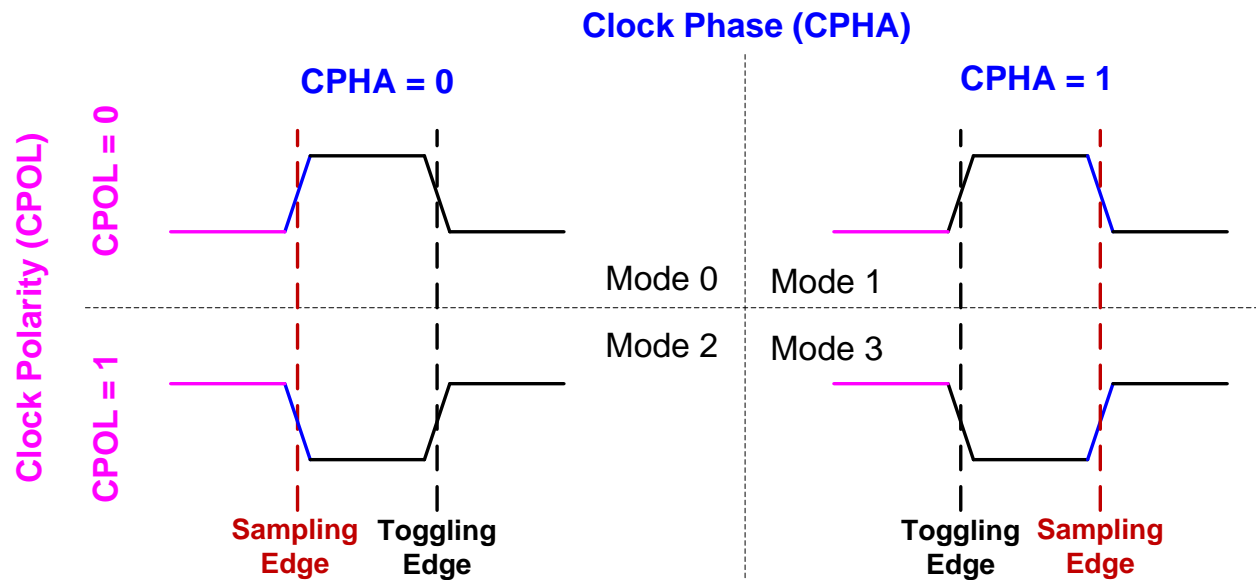 Clock Phase (CPHA)
CPHA = 0
CPHA = 1
Clock Polarity (CPOL)
CPOL = 0
CPOL = 1
Mode 0
Mode 1
Mode 2
Mode 3
Sampling
Edge
Toggling
Edge
Toggling
Edge
Sampling
Edge